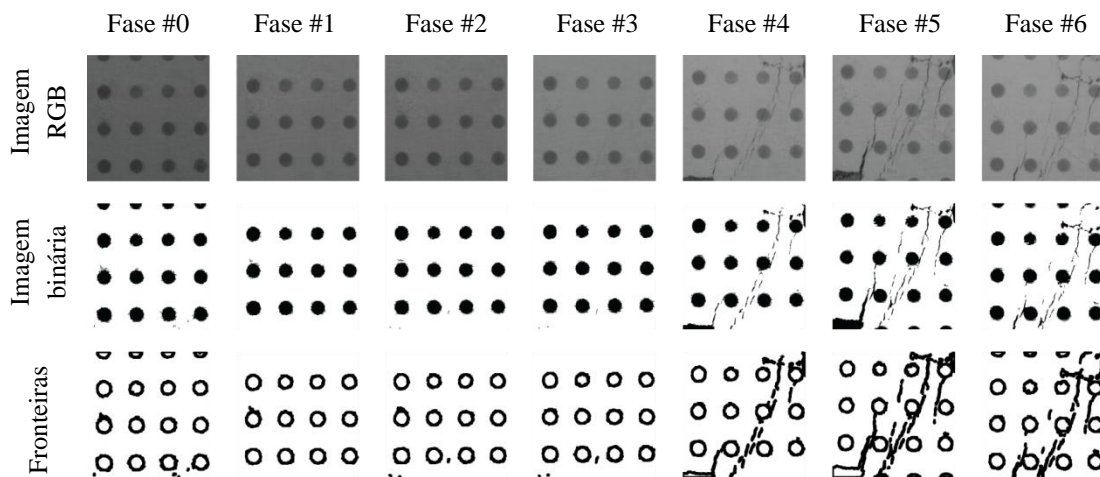 Fase #0 Fase #1 Fase #2 Fase #3 Fase #4 Fase #5 Fase #6
Imagem
RGB
Imagem
binária
Fronteiras